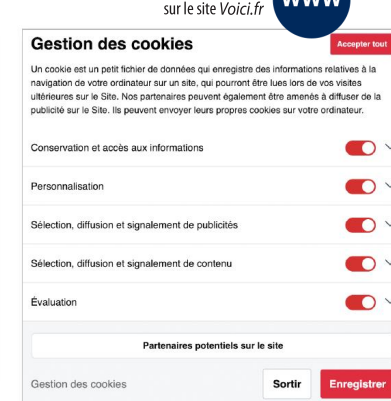 sur le site Voici.fr
www
Gestion des cookies
Accepter tout
Un cookie est un petit fichier de données qui enregistre des informations relatives à la
navigation de votre ordinateur sur un site, qui pourront être lues lors de vos visites
ultérieures sur le Site. Nos partenaires peuvent également être amenés à diffuser de la
publicité sur le Site. Ils peuvent envoyer leurs propres cookies sur votre ordinateur.
Conservation et accès aux informations
Personnalisation
Sélection, diffusion et signalement de publicités
Sélection, diffusion et signalement de contenu
Évaluation
Partenaires potentiels sur le site
Gestion des cookies
Sortir
Enregistrer